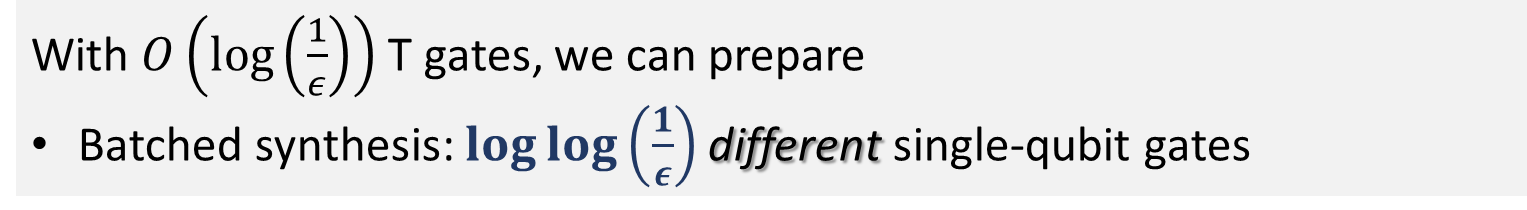 With 𝑂(log(1/𝜖)) T gates, we can prepare
• Batched synthesis: log log(1/𝜖) different single-qubit gates